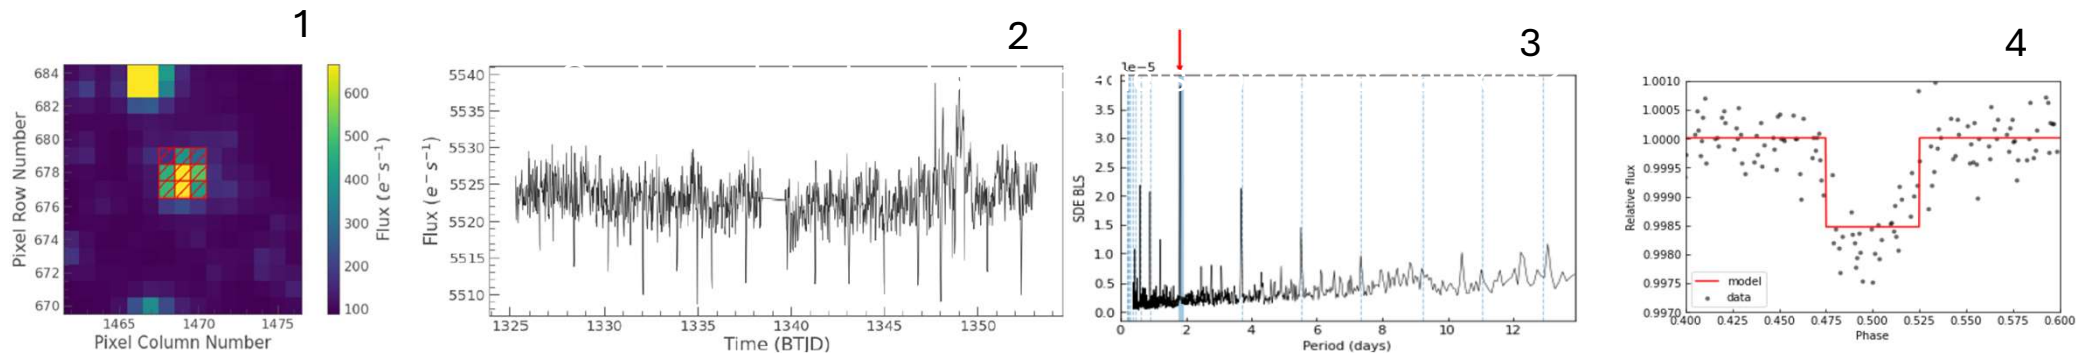 1
684
682
680
678
676
674
672
670
Pixel Row Number
1465 1470 1475
Pixel Column Number
600
500
400
300
200
100
Flux (e⁻s⁻¹)
2
5540
5535
5530
5525
5520
5515
5510
Flux (e⁻s⁻¹)
1325 1330 1335 1340 1345 1350
Time (BTJD)
3
1e−5
3.5
3.0
2.5
2.0
1.5
1.0
0.5
0.0
SDE BLS
0 2 4 6 8 10 12
Period (days)
4
1.0010
1.0005
1.0000
0.9995
0.9990
0.9985
0.9980
0.9975
0.9970
Relative flux
model
data
0.400 0.425 0.450 0.475 0.500 0.525 0.550 0.575 0.600
Phase